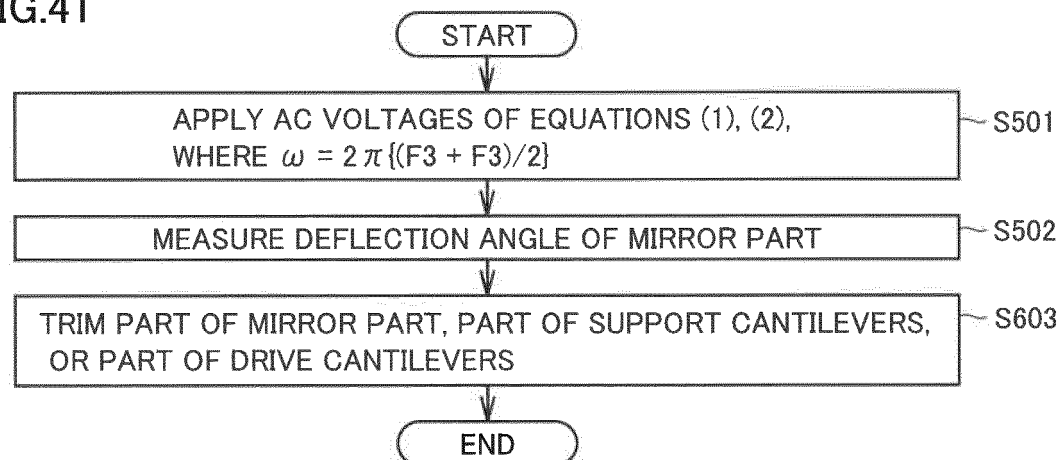 FIG.41
START
APPLY AC VOLTAGES OF EQUATIONS (1), (2),
WHERE ω = 2π{(F3 + F3)/2}
S501
MEASURE DEFLECTION ANGLE OF MIRROR PART
S502
TRIM PART OF MIRROR PART, PART OF SUPPORT CANTILEVERS,
OR PART OF DRIVE CANTILEVERS
S603
END